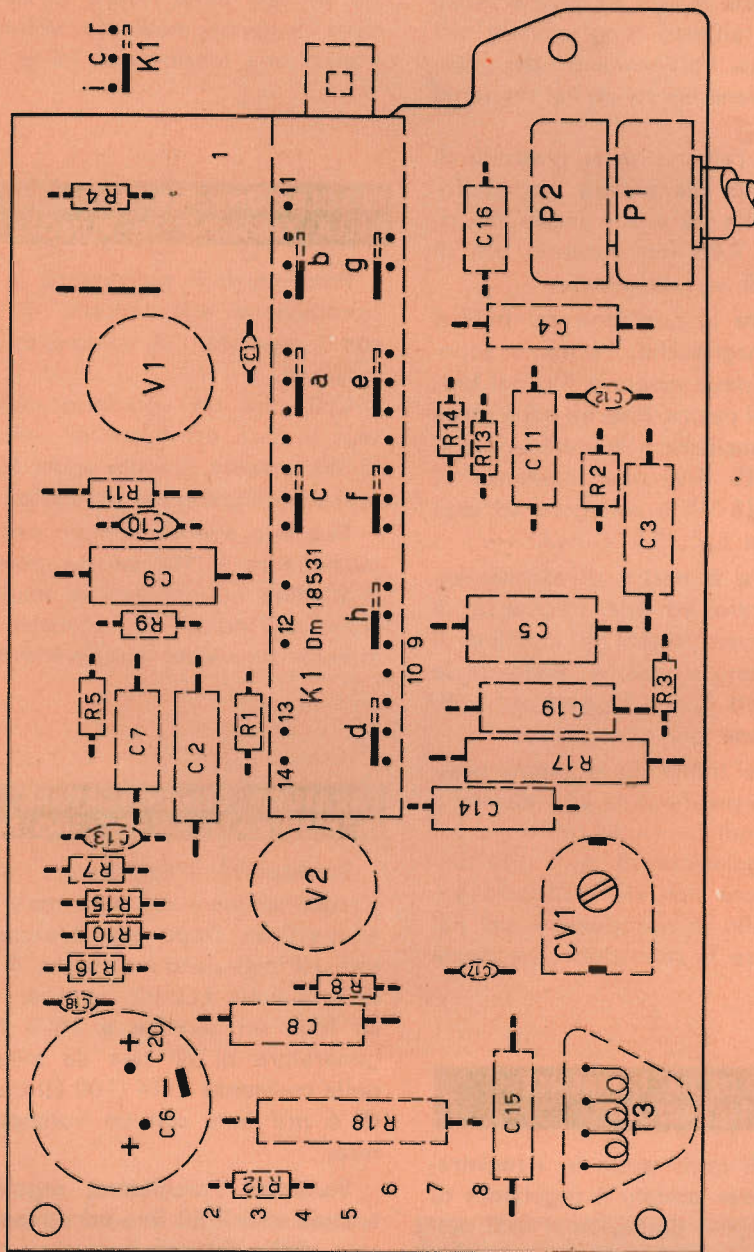 i c r
K1
1
R4
11
b
g
C16
P2
P1
V1
C1
a
e
C4
R14
R13
C11
C12
R11
C10
c
f
R2
C3
C9
R9
12
K1 Dm 18531
h
9
10
C5
R5
C7
C2
R1
13
14
d
C19
R3
R17
C14
C13
R7
R15
R10
R16
C18
V2
CV1
R8
C17
C8
+ C20
C6 –
+
R18
C15
T3
R12
2
3
4
5
6
7
8